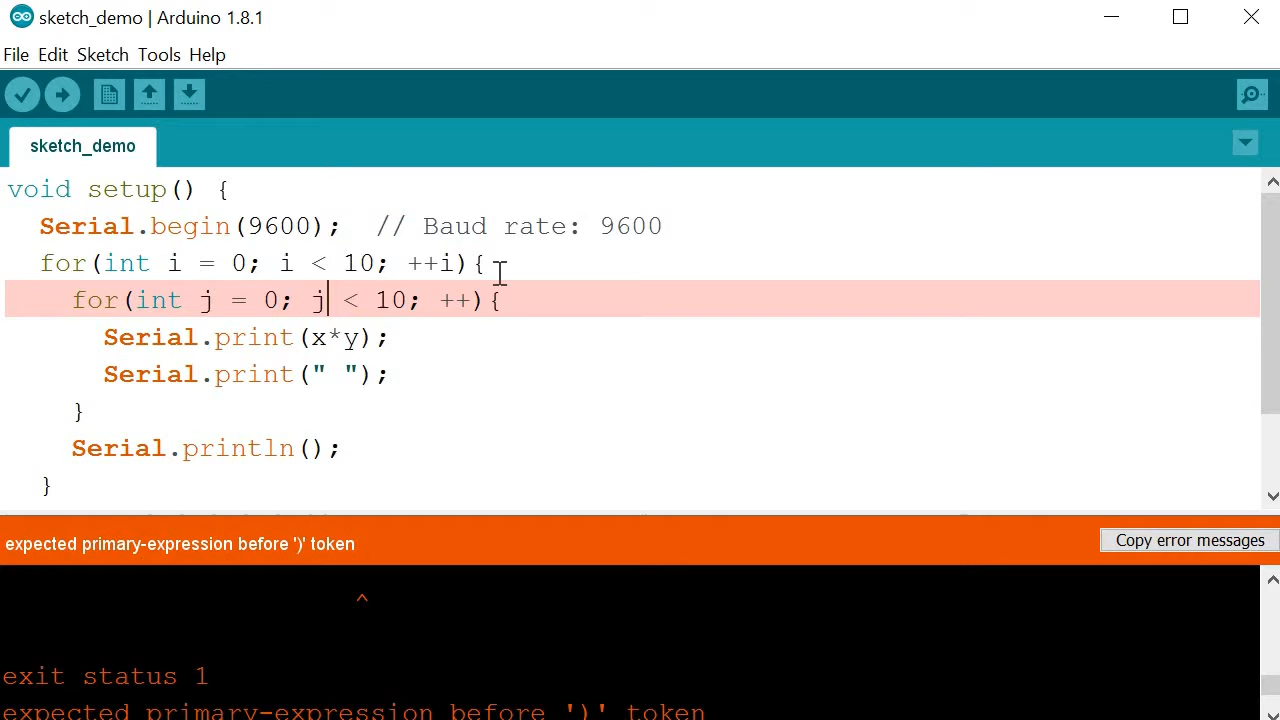 sketch_demo | Arduino 1.8.1
File Edit Sketch Tools Help
sketch_demo
void setup() {
  Serial.begin(9600);  // Baud rate: 9600
  for(int i = 0; i < 10; ++i){
    for(int j = 0; j < 10; ++){
      Serial.print(x*y);
      Serial.print(" ");
    }
    Serial.println();
  }
expected primary-expression before ')' token
Copy error messages
^
exit status 1
expected primary-expression before ')' token